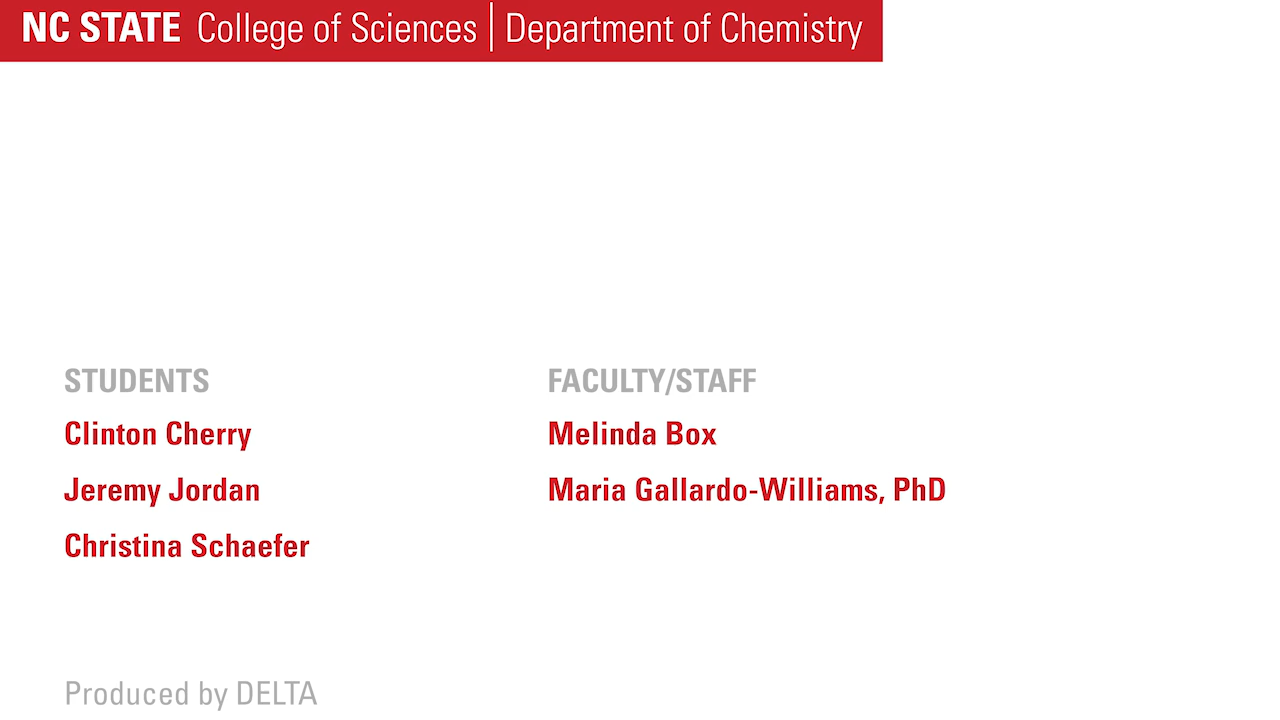 NC STATE College of Sciences | Department of Chemistry
STUDENTS
Clinton Cherry
Jeremy Jordan
Christina Schaefer
FACULTY/STAFF
Melinda Box
Maria Gallardo-Williams, PhD
Produced by DELTA